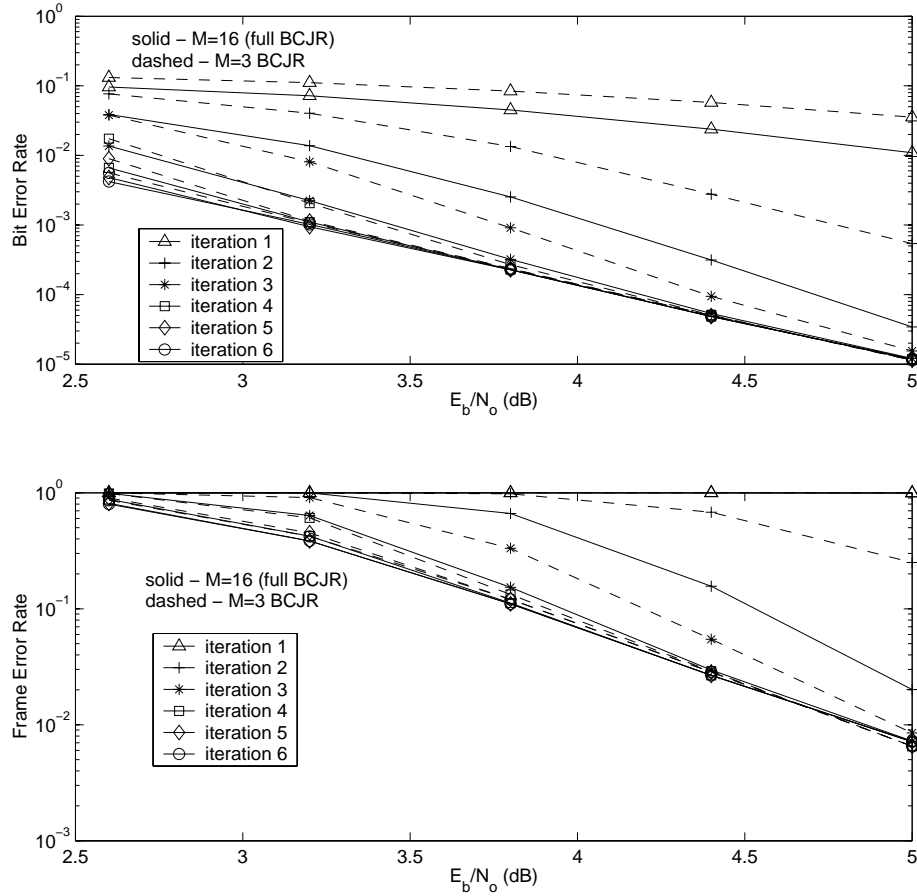 10^0
solid – M=16 (full BCJR)
dashed – M=3 BCJR
10^-1
10^-2
10^-3
10^-4
10^-5
Bit Error Rate
iteration 1
iteration 2
iteration 3
iteration 4
iteration 5
iteration 6
2.5 3 3.5 4 4.5 5
E_b/N_o (dB)
10^0
solid – M=16 (full BCJR)
dashed – M=3 BCJR
10^-1
10^-2
10^-3
Frame Error Rate
iteration 1
iteration 2
iteration 3
iteration 4
iteration 5
iteration 6
2.5 3 3.5 4 4.5 5
E_b/N_o (dB)